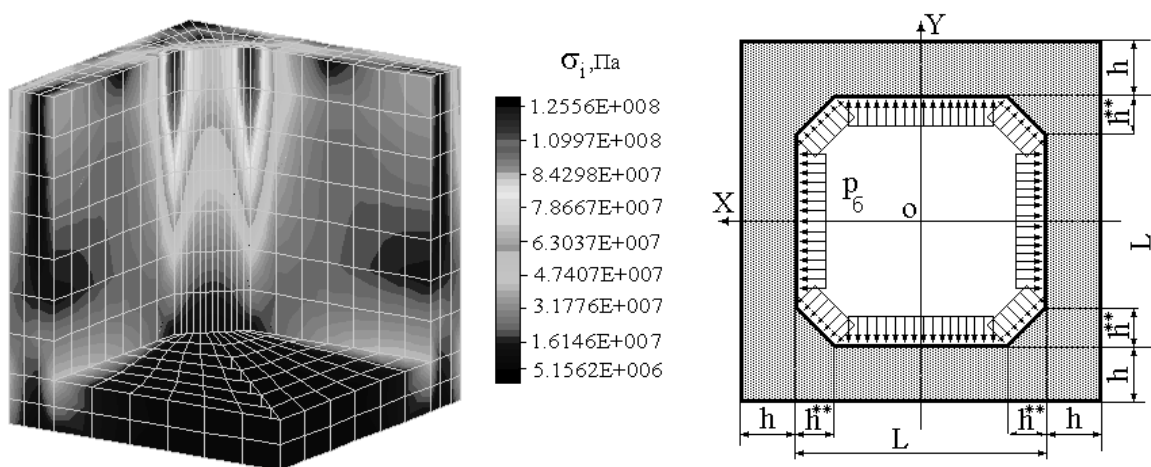 σi,Па
1.2556E+008
1.0997E+008
8.4298E+007
7.8667E+007
6.3037E+007
4.7407E+007
3.1776E+007
1.6146E+007
5.1562E+006
Y
h
h**
X
pб
o
L
h**
h
h
h**
h**
h
L